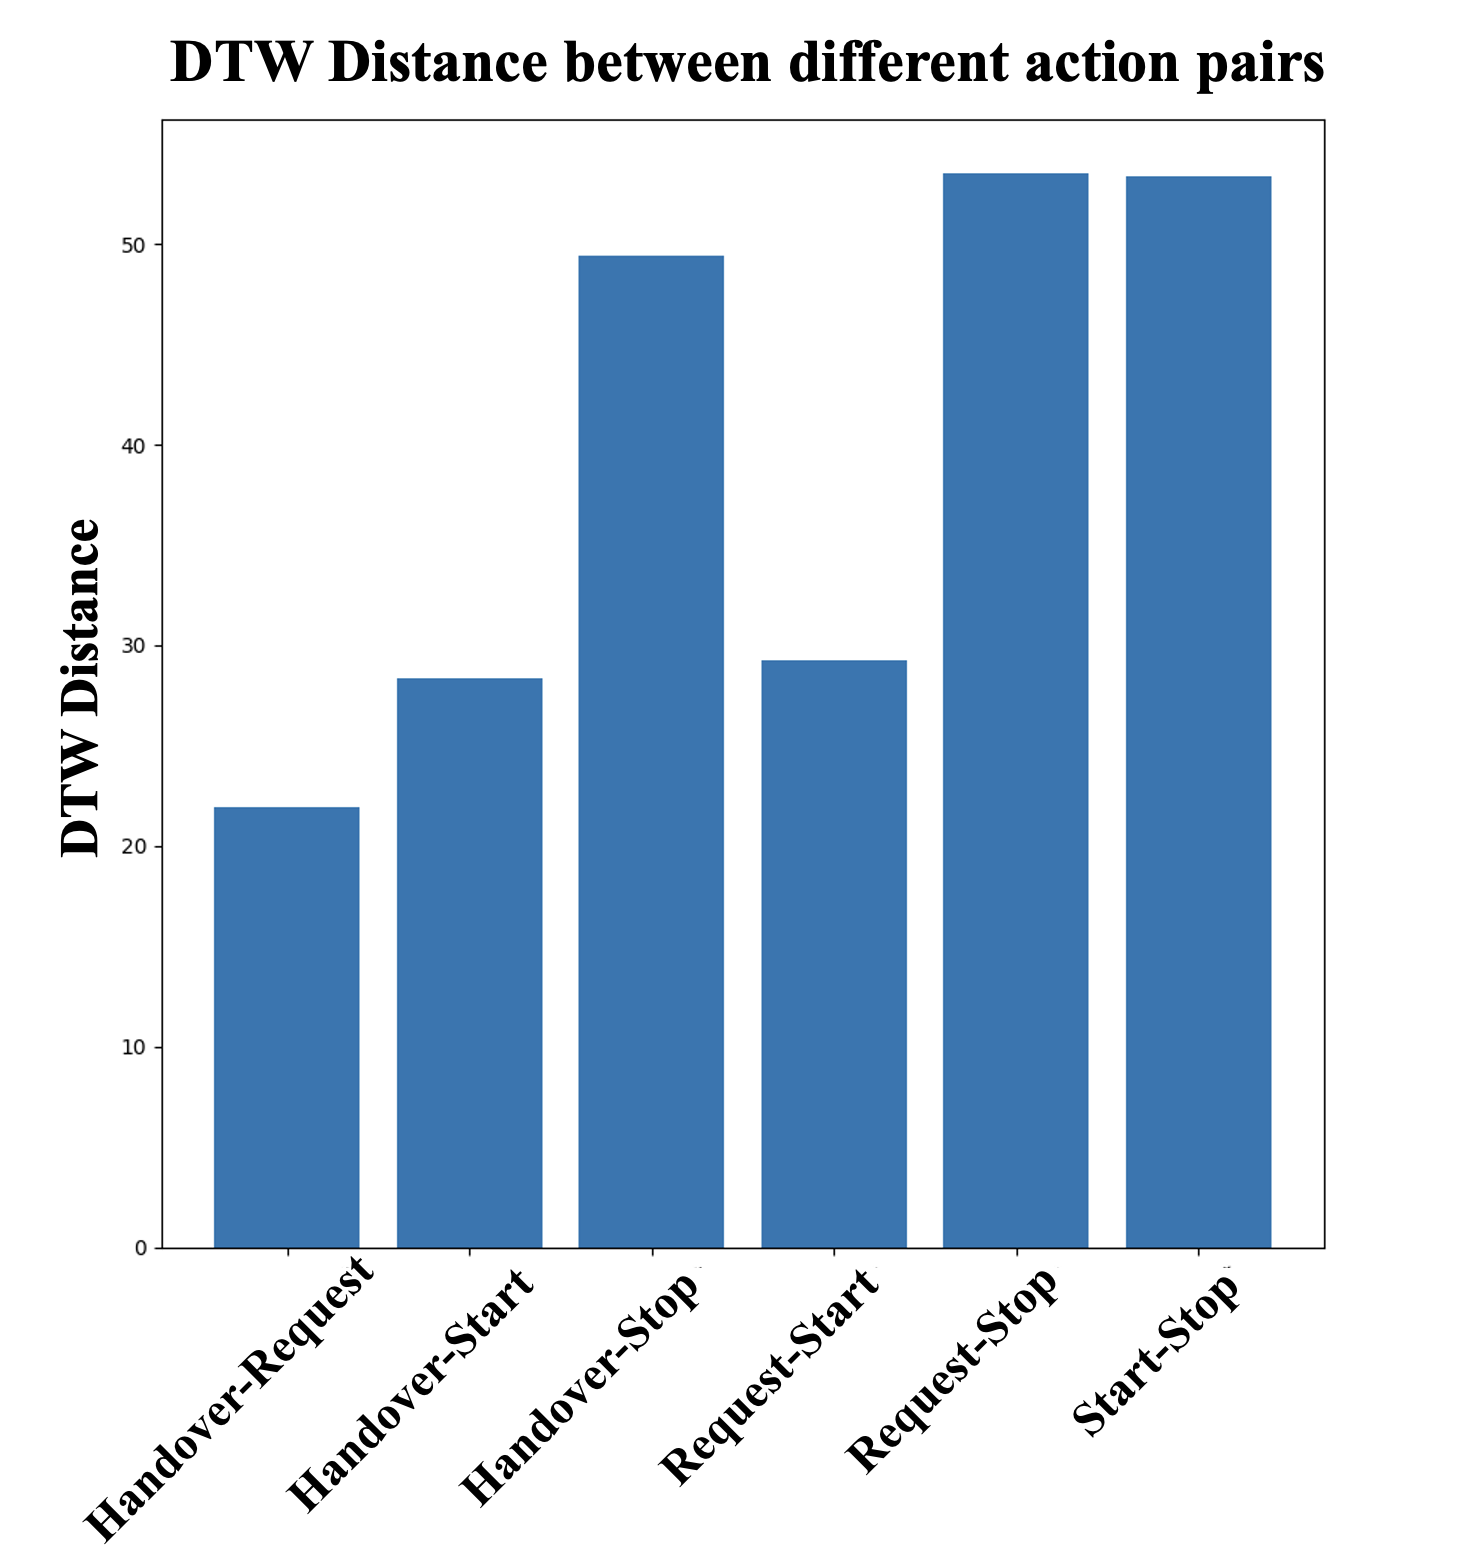 DTW Distance between different action pairs
DTW Distance
50
40
30
20
10
0
Handover-Request
Handover-Start
Handover-Stop
Request-Start
Request-Stop
Start-Stop